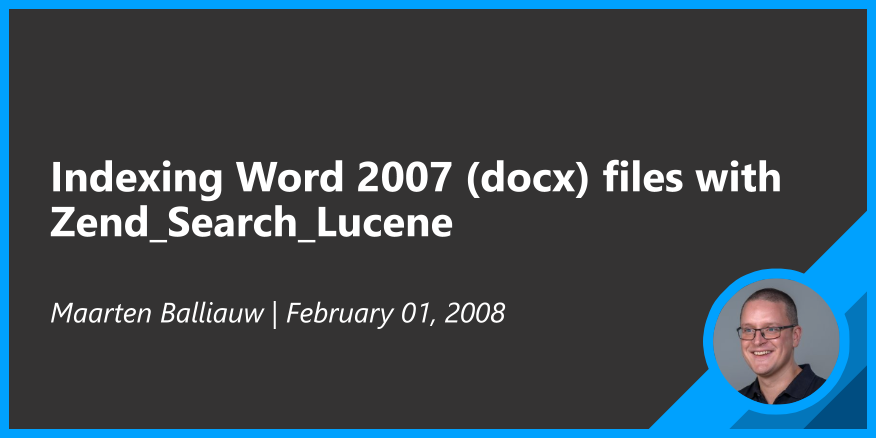 Indexing Word 2007 (docx) files with
Zend_Search_Lucene
Maarten Balliauw | February 01, 2008